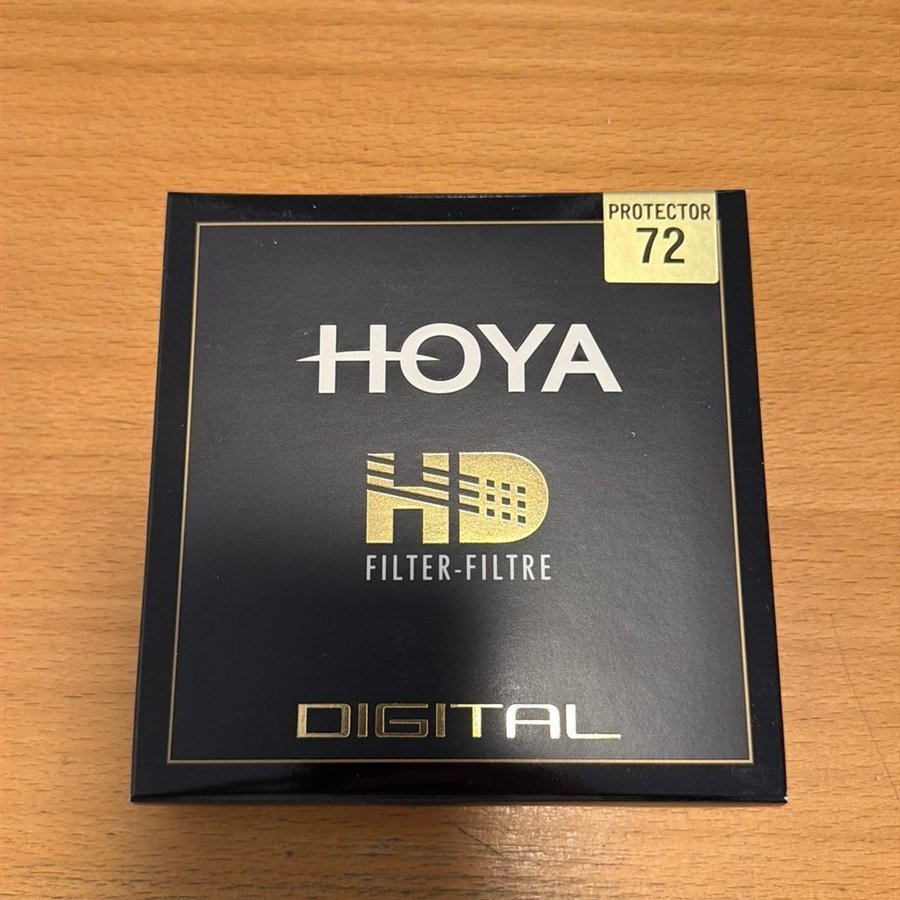 PROTECTOR
72
HOYA
HD
FILTER-FILTRE
DIGITAL